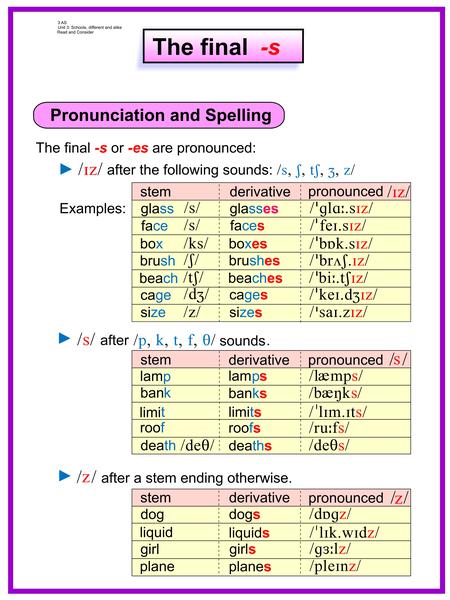 3 AS
Unit 3: Schools, different and alike
Read and Consider
The final -s
Pronunciation and Spelling
The final -s or -es are pronounced:
/ɪz/ after the following sounds: /s, ʃ, tʃ, ʒ, z/
Examples:
stem derivative pronounced /ɪz/
glass /s/ glasses /ˈɡlɑː.sɪz/
face /s/ faces /ˈfeɪ.sɪz/
box /ks/ boxes /ˈbɒk.sɪz/
brush /ʃ/ brushes /ˈbrʌʃ.ɪz/
beach /tʃ/ beaches /ˈbiː.tʃɪz/
cage /dʒ/ cages /ˈkeɪ.dʒɪz/
size /z/ sizes /ˈsaɪ.zɪz/
/s/ after /p, k, t, f, θ/ sounds.
stem derivative pronounced /s/
lamp lamps /læmps/
bank banks /bæŋks/
limit limits /ˈlɪm.ɪts/
roof roofs /ruːfs/
death /deθ/ deaths /deθs/
/z/ after a stem ending otherwise.
stem derivative pronounced /z/
dog dogs /dɒɡz/
liquid liquids /ˈlɪk.wɪdz/
girl girls /ɡɜːlz/
plane planes /pleɪnz/